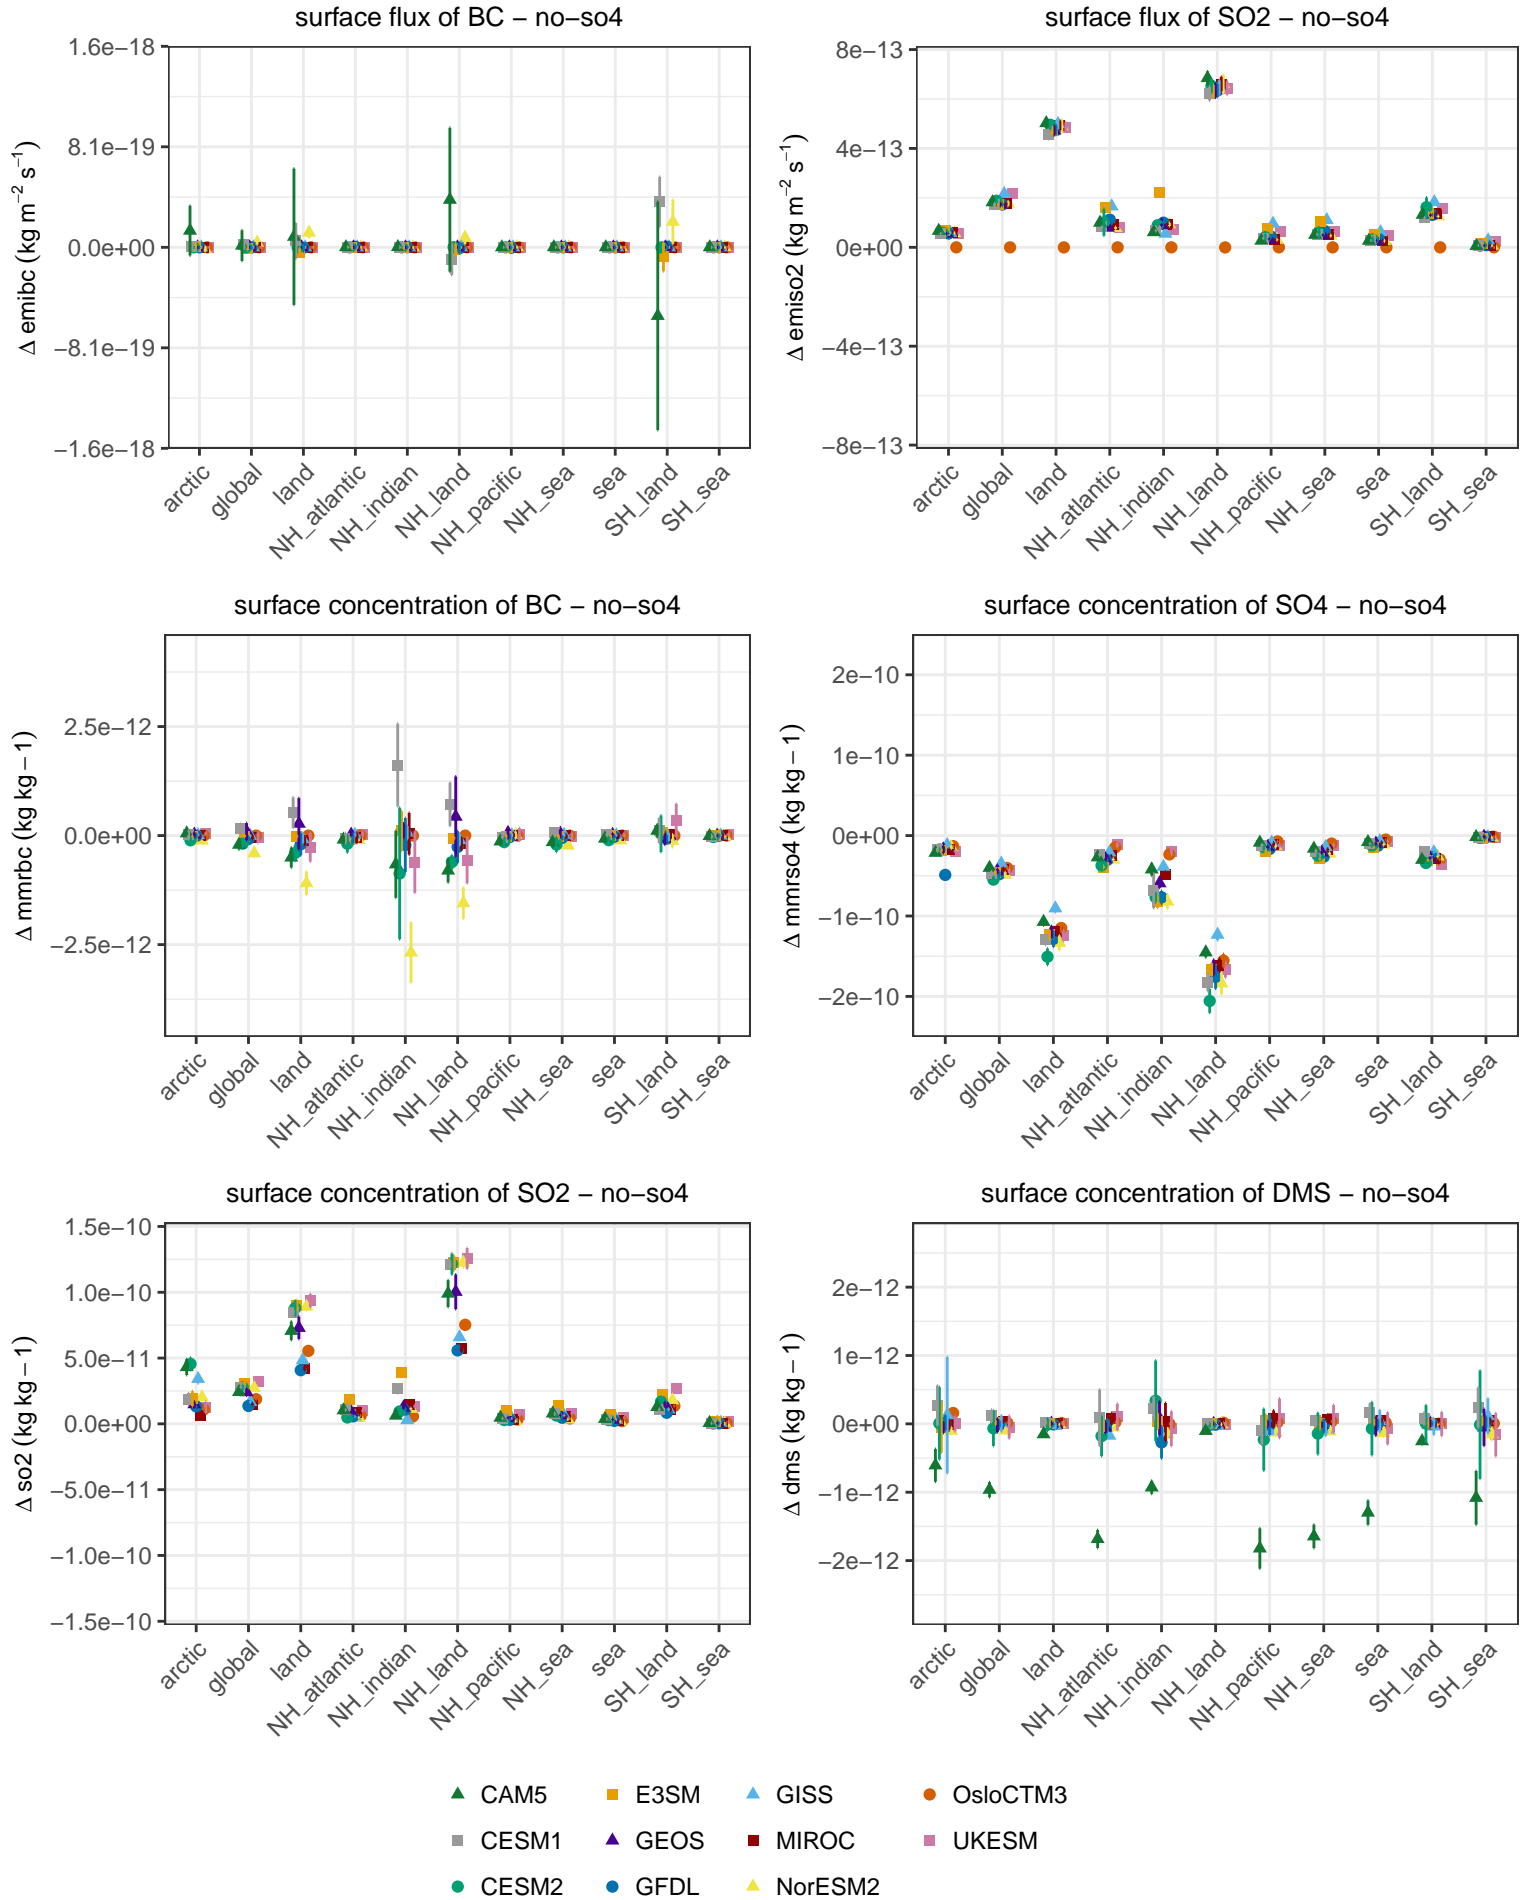 surface flux of BC − no−so4
Δ emibc (kg m−2 s−1)
1.6e−18
8.1e−19
0.0e+00
−8.1e−19
−1.6e−18
arctic
global
land
NH_atlantic
NH_indian
NH_land
NH_pacific
NH_sea
sea
SH_land
SH_sea
surface flux of SO2 − no−so4
Δ emiso2 (kg m−2 s−1)
8e−13
4e−13
0e+00
−4e−13
−8e−13
arctic
global
land
NH_atlantic
NH_indian
NH_land
NH_pacific
NH_sea
sea
SH_land
SH_sea
surface concentration of BC − no−so4
Δ mmrbc (kg kg−1)
2.5e−12
0.0e+00
−2.5e−12
arctic
global
land
NH_atlantic
NH_indian
NH_land
NH_pacific
NH_sea
sea
SH_land
SH_sea
surface concentration of SO4 − no−so4
Δ mmrso4 (kg kg−1)
2e−10
1e−10
0e+00
−1e−10
−2e−10
arctic
global
land
NH_atlantic
NH_indian
NH_land
NH_pacific
NH_sea
sea
SH_land
SH_sea
surface concentration of SO2 − no−so4
Δ so2 (kg kg−1)
1.5e−10
1.0e−10
5.0e−11
0.0e+00
−5.0e−11
−1.0e−10
−1.5e−10
arctic
global
land
NH_atlantic
NH_indian
NH_land
NH_pacific
NH_sea
sea
SH_land
SH_sea
surface concentration of DMS − no−so4
Δ dms (kg kg−1)
2e−12
1e−12
0e+00
−1e−12
−2e−12
arctic
global
land
NH_atlantic
NH_indian
NH_land
NH_pacific
NH_sea
sea
SH_land
SH_sea
CAM5 E3SM GISS OsloCTM3
CESM1 GEOS MIROC UKESM
CESM2 GFDL NorESM2